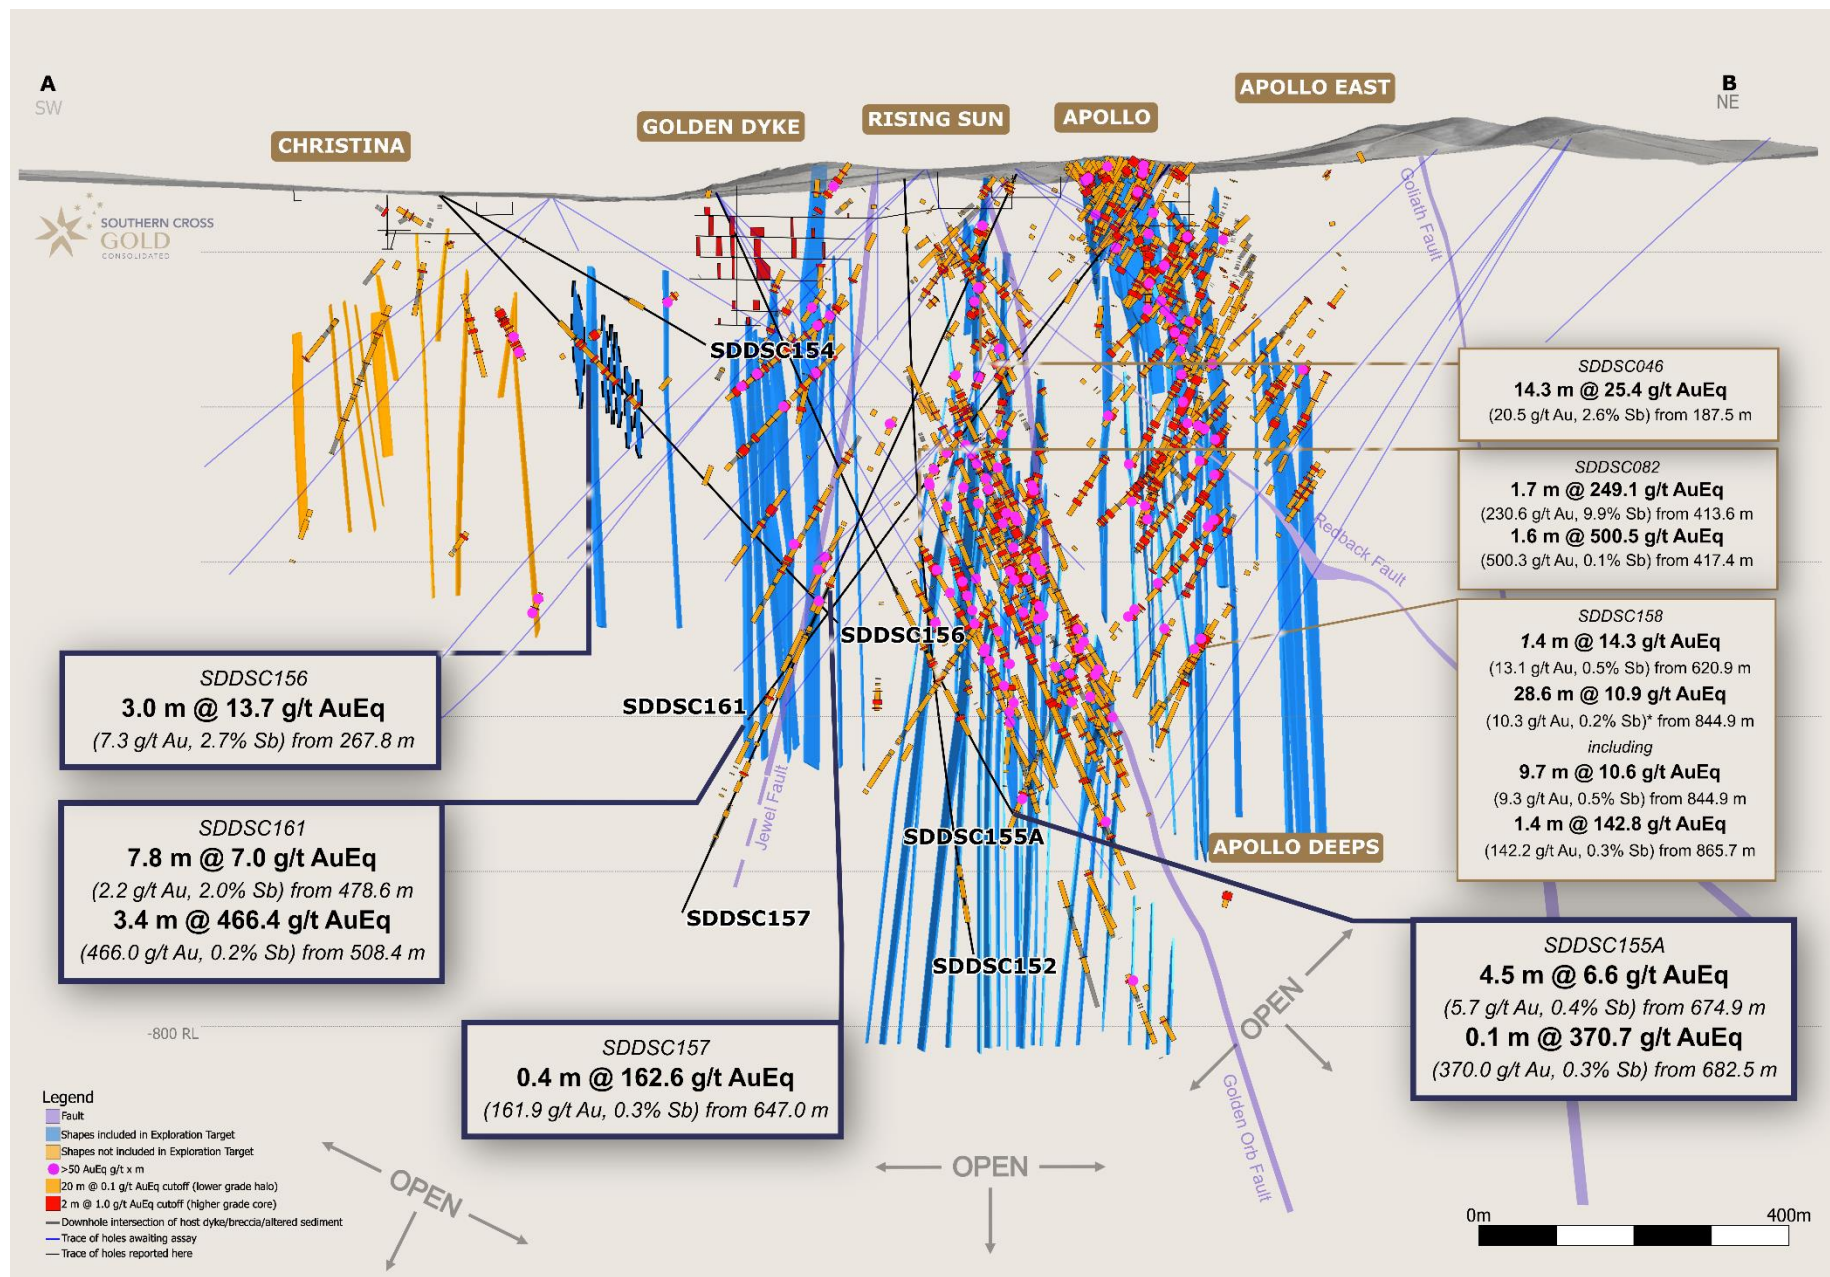 A
SW
B
NE
CHRISTINA
GOLDEN DYKE
RISING SUN
APOLLO
APOLLO EAST
SOUTHERN CROSS
GOLD
CONSOLIDATED
Goliath Fault
SDDSC154
SDDSC046
14.3 m @ 25.4 g/t AuEq
(20.5 g/t Au, 2.6% Sb) from 187.5 m
SDDSC082
1.7 m @ 249.1 g/t AuEq
(230.6 g/t Au, 9.9% Sb) from 413.6 m
1.6 m @ 500.5 g/t AuEq
(500.3 g/t Au, 0.1% Sb) from 417.4 m
Redback Fault
SDDSC158
1.4 m @ 14.3 g/t AuEq
(13.1 g/t Au, 0.5% Sb) from 620.9 m
28.6 m @ 10.9 g/t AuEq
(10.3 g/t Au, 0.2% Sb)* from 844.9 m
including
9.7 m @ 10.6 g/t AuEq
(9.3 g/t Au, 0.5% Sb) from 844.9 m
1.4 m @ 142.8 g/t AuEq
(142.2 g/t Au, 0.3% Sb) from 865.7 m
SDDSC156
SDDSC156
3.0 m @ 13.7 g/t AuEq
(7.3 g/t Au, 2.7% Sb) from 267.8 m
SDDSC161
Jewel Fault
SDDSC161
7.8 m @ 7.0 g/t AuEq
(2.2 g/t Au, 2.0% Sb) from 478.6 m
3.4 m @ 466.4 g/t AuEq
(466.0 g/t Au, 0.2% Sb) from 508.4 m
SDDSC155A
APOLLO DEEPS
SDDSC157
SDDSC152
SDDSC155A
4.5 m @ 6.6 g/t AuEq
(5.7 g/t Au, 0.4% Sb) from 674.9 m
0.1 m @ 370.7 g/t AuEq
(370.0 g/t Au, 0.3% Sb) from 682.5 m
OPEN
-800 RL
SDDSC157
0.4 m @ 162.6 g/t AuEq
(161.9 g/t Au, 0.3% Sb) from 647.0 m
Golden Orb Fault
OPEN
OPEN
Legend
Fault
Shapes included in Exploration Target
Shapes not included in Exploration Target
>50 AuEq g/t x m
20 m @ 0.1 g/t AuEq cutoff (lower grade halo)
2 m @ 1.0 g/t AuEq cutoff (higher grade core)
Downhole intersection of host dyke/breccia/altered sediment
Trace of holes awaiting assay
Trace of holes reported here
0m
400m